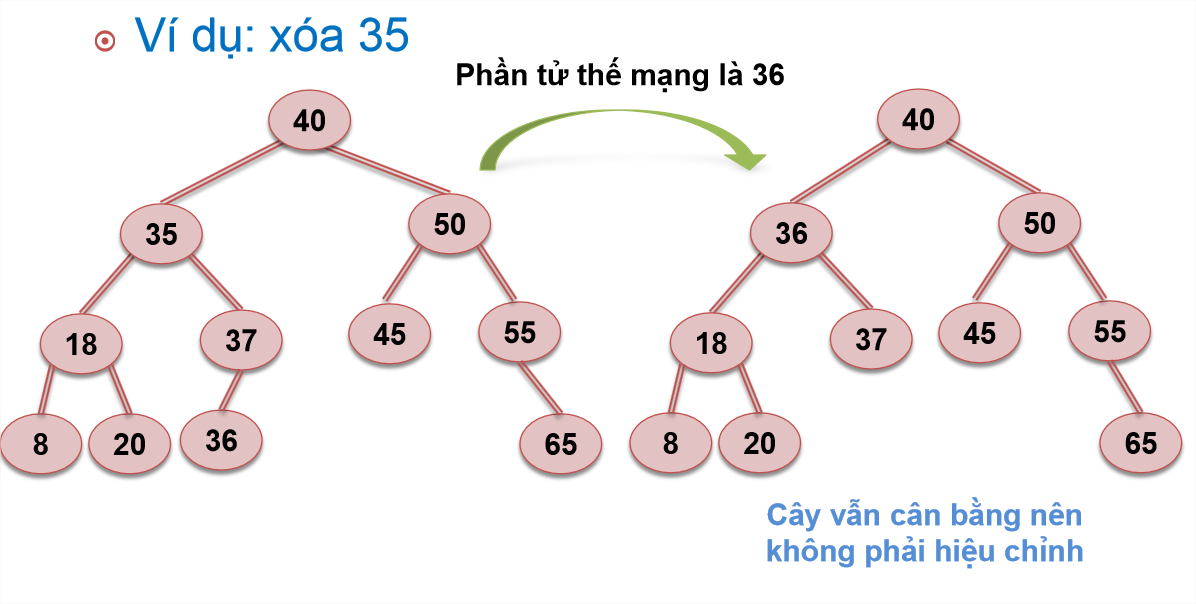 Ví dụ: xóa 35
Phần tử thế mạng là 36
40 40
35 50 36 50
18 37 45 55 18 37 45 55
8 20 36 65 8 20 65
Cây vẫn cân bằng nên
không phải hiệu chỉnh